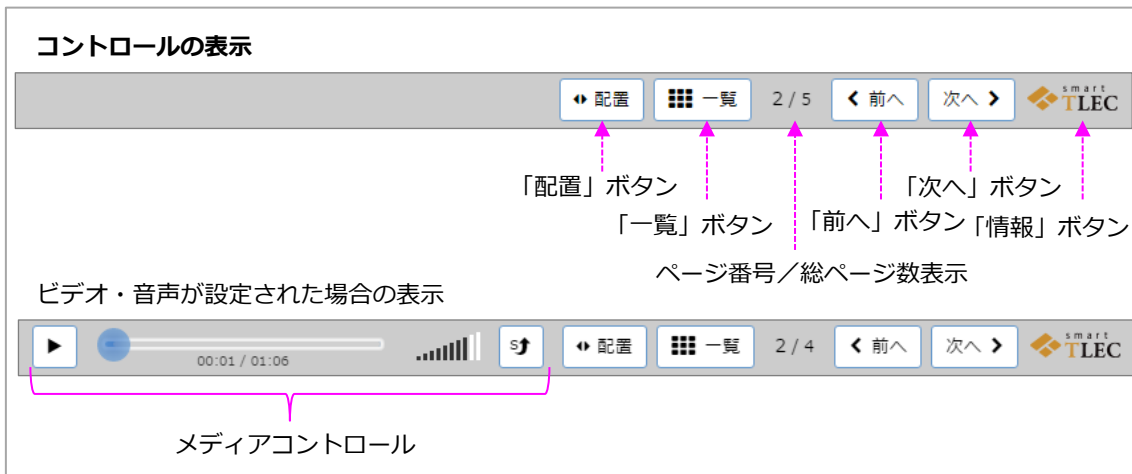 コントロールの表示
配置 一覧 2 / 5 前へ 次へ smart TLEC
「配置」ボタン 「次へ」ボタン
「一覧」ボタン 「前へ」ボタン 「情報」ボタン
ページ番号／総ページ数表示
ビデオ・音声が設定された場合の表示
S 配置 一覧 2 / 4 前へ 次へ smart TLEC
00:01 / 01:06
メディアコントロール